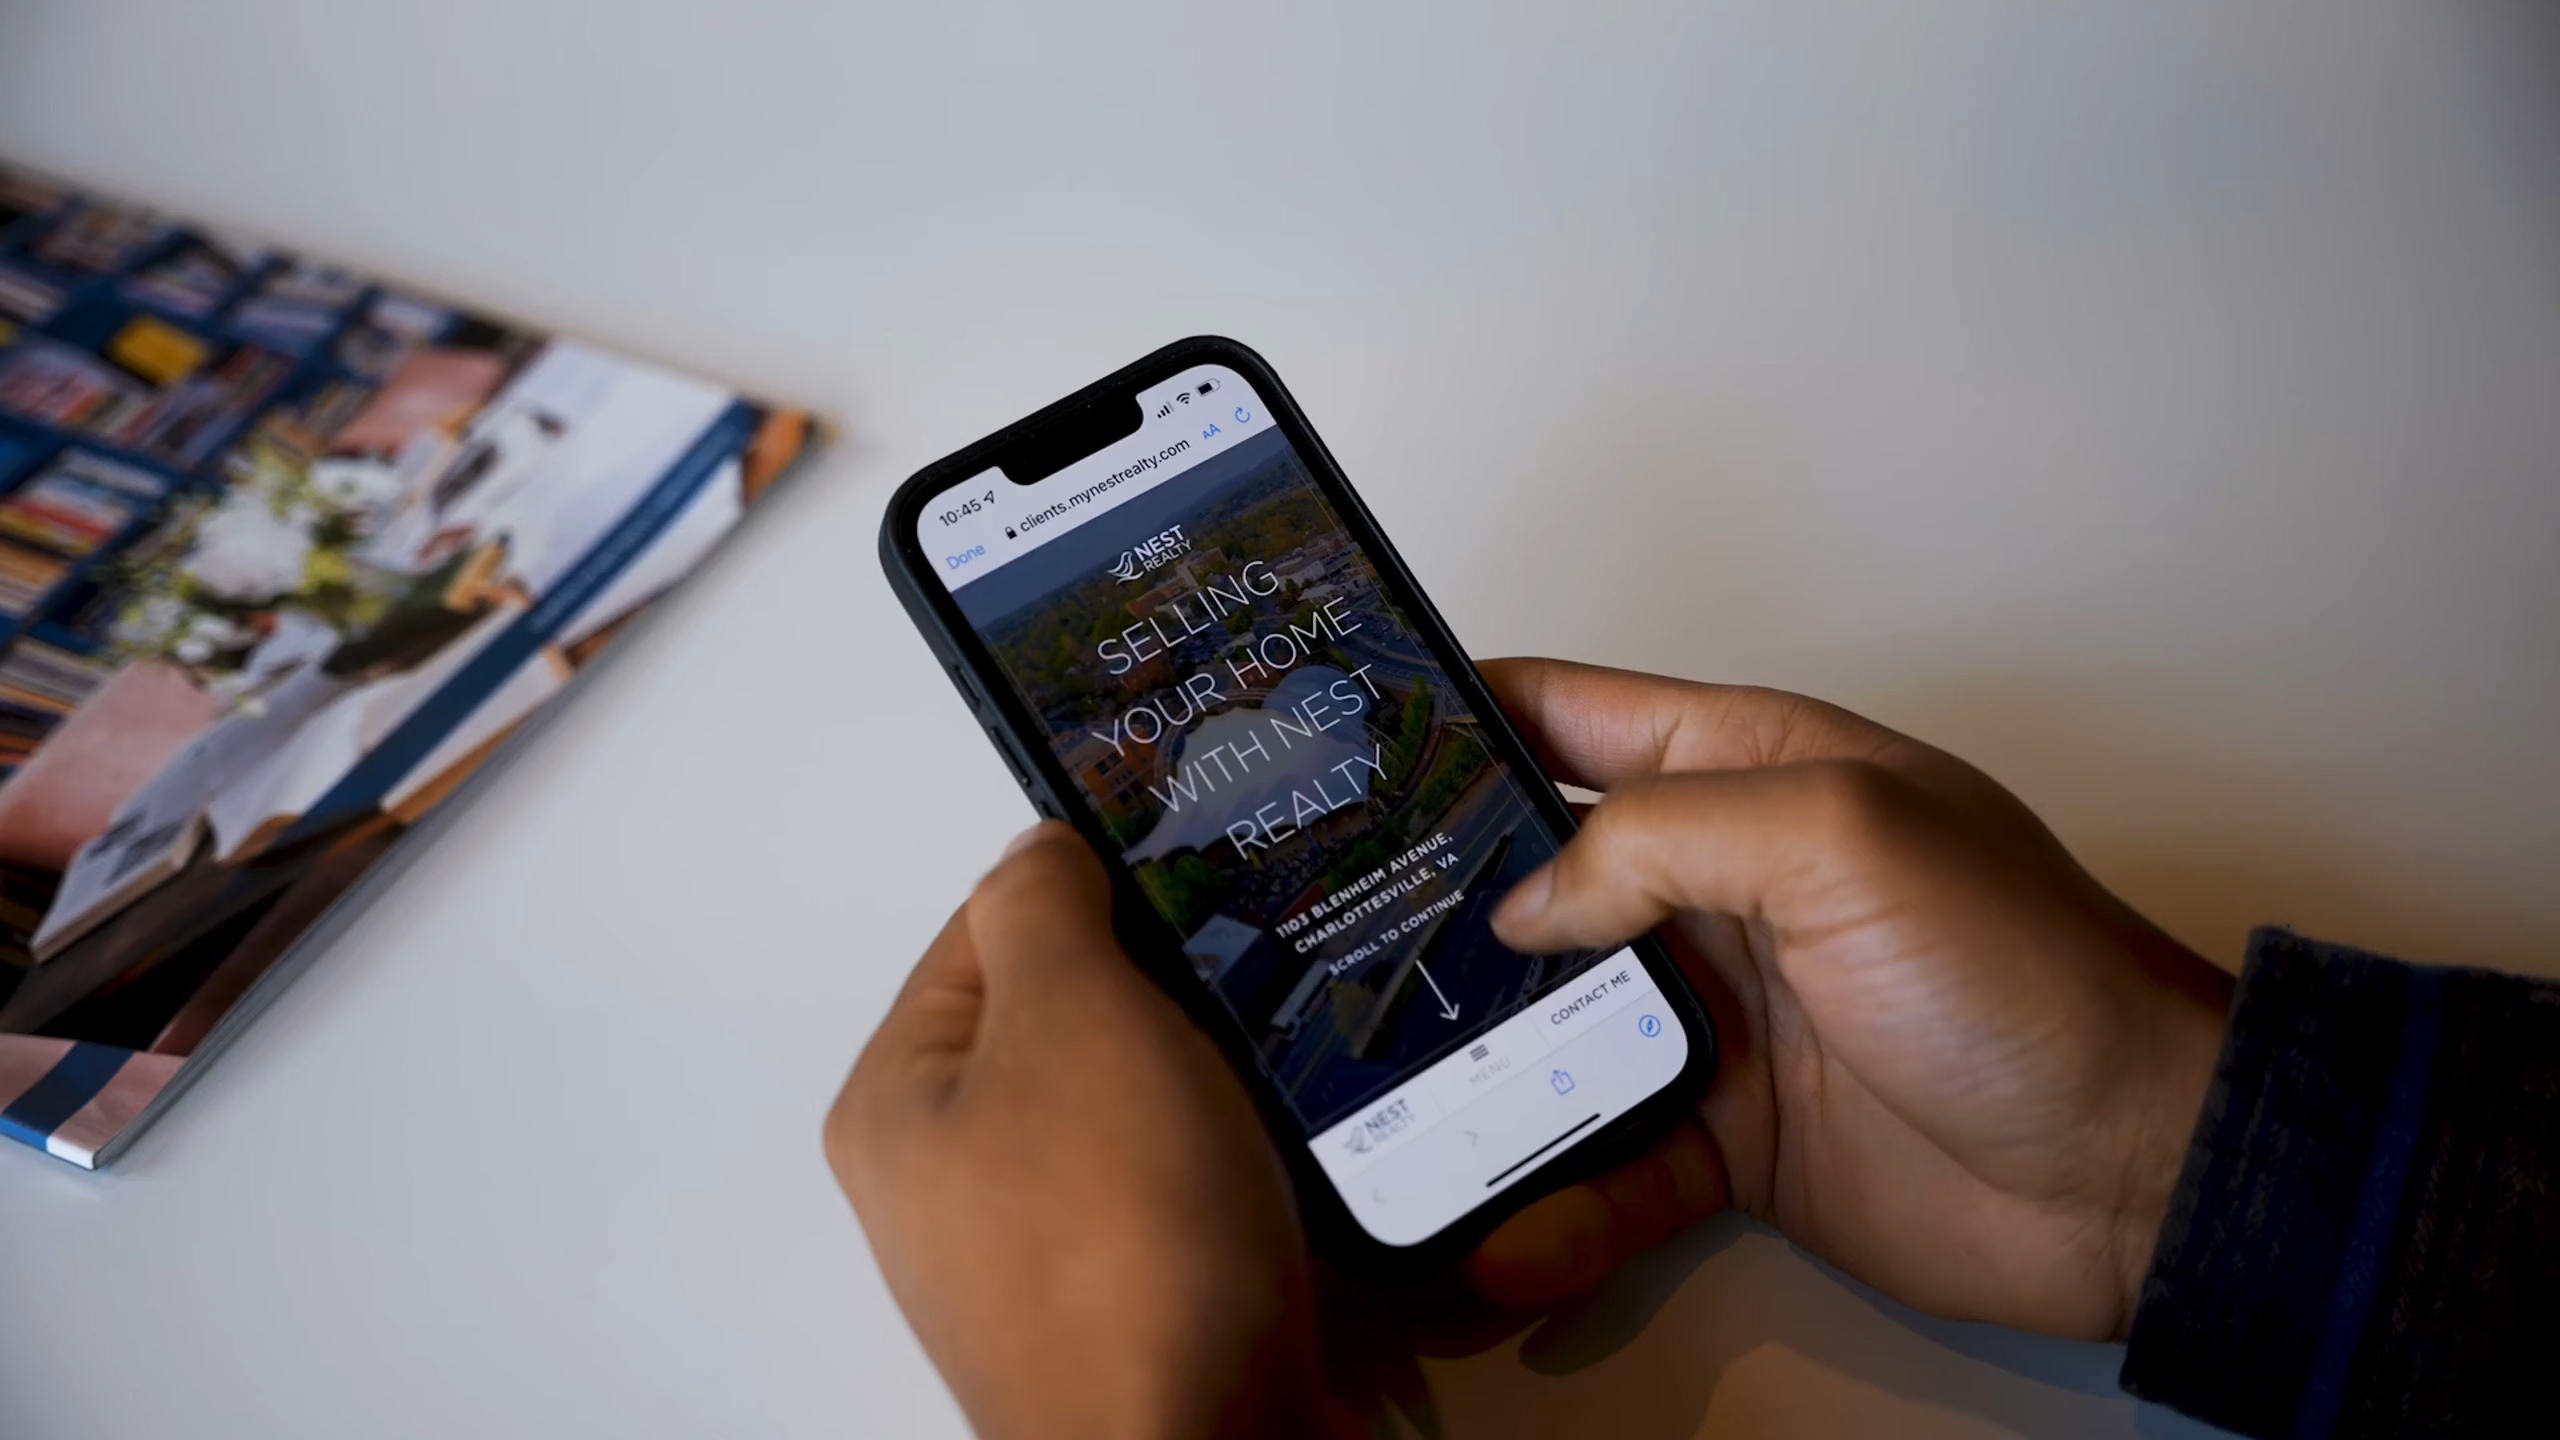 10:45
Done
clients.mynestrealty.com
AA
NEST
REALTY
SELLING
YOUR HOME
WITH NEST
REALTY
1103 BLENHEIM AVENUE,
CHARLOTTESVILLE, VA
SCROLL TO CONTINUE
NEST
REALTY
MENU
CONTACT ME